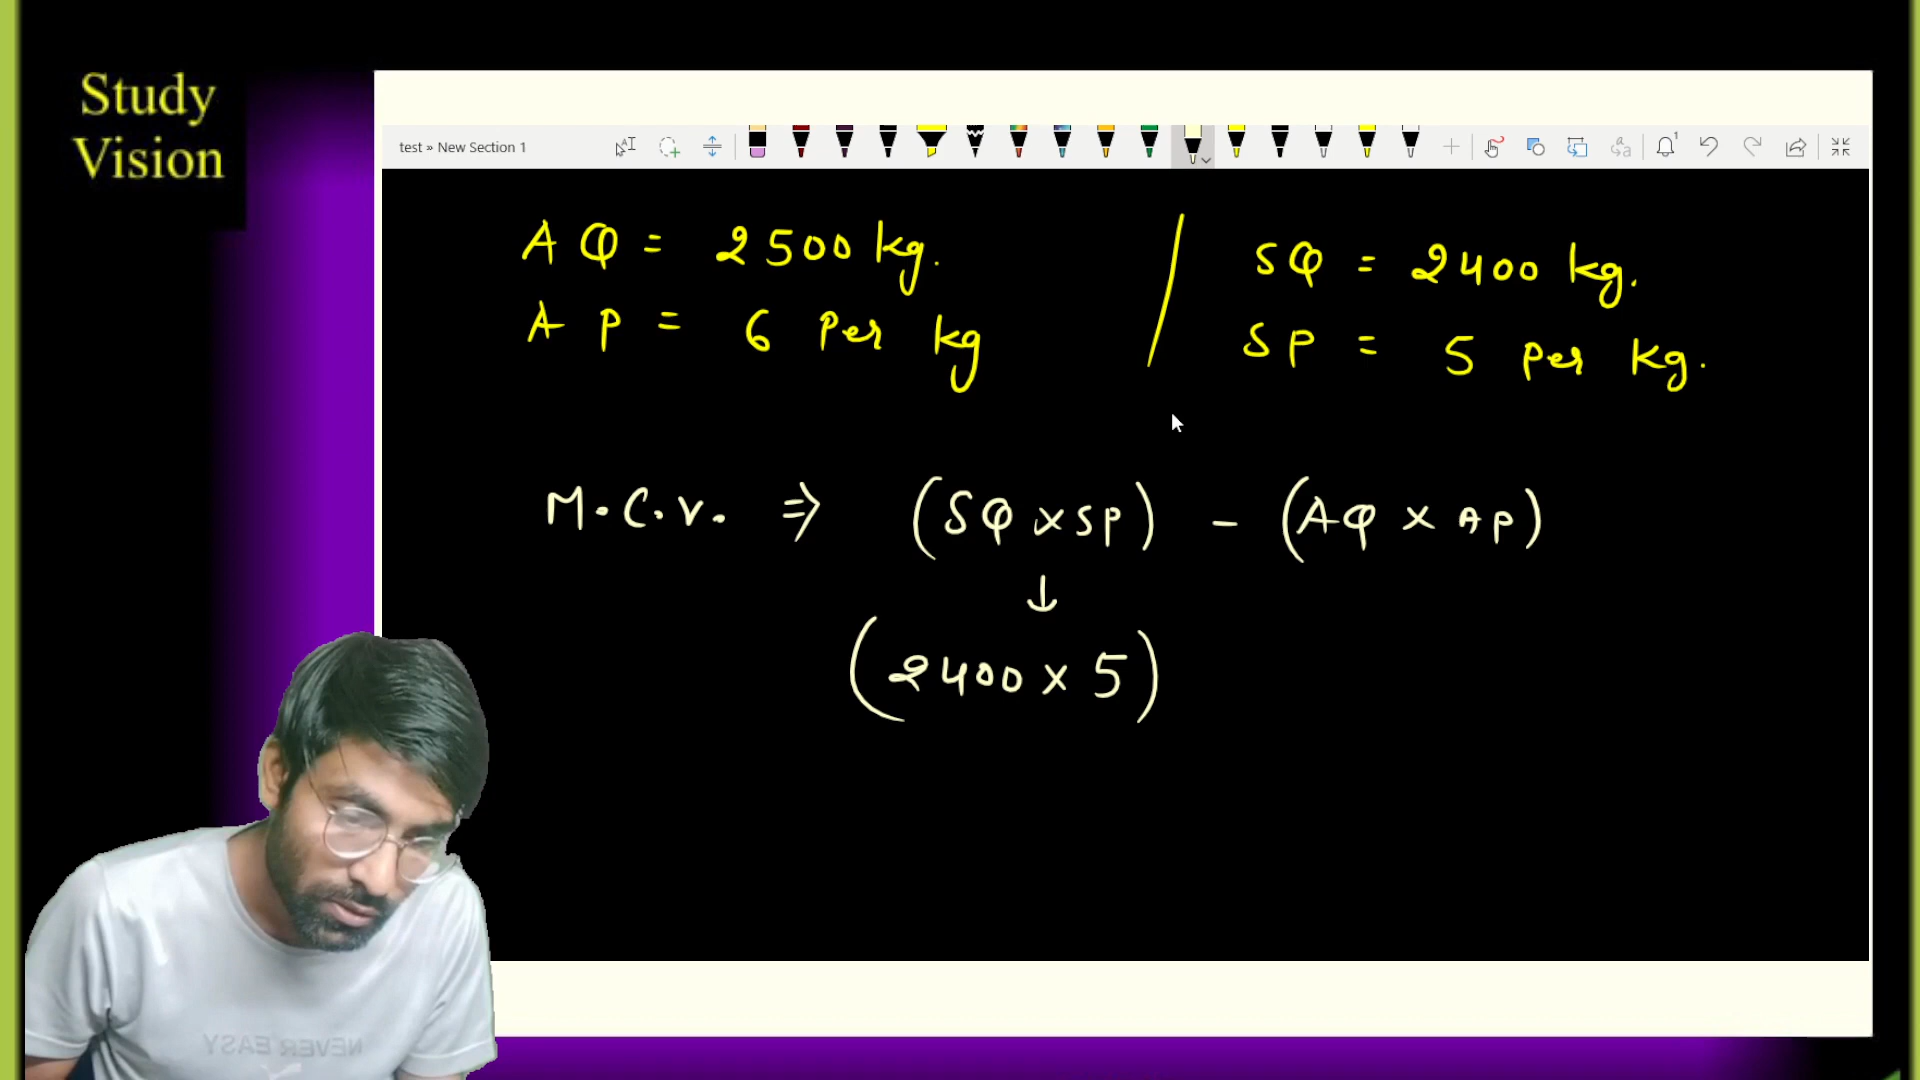 Study
Vision
test » New Section 1
AQ = 2500 kg.
AP = 6 Per kg
SQ = 2400 kg.
SP = 5 Per kg.
M.C.V. ⇒ (SQ × SP) - (AQ × AP)
↓
(2400 × 5)
NEVER EASY